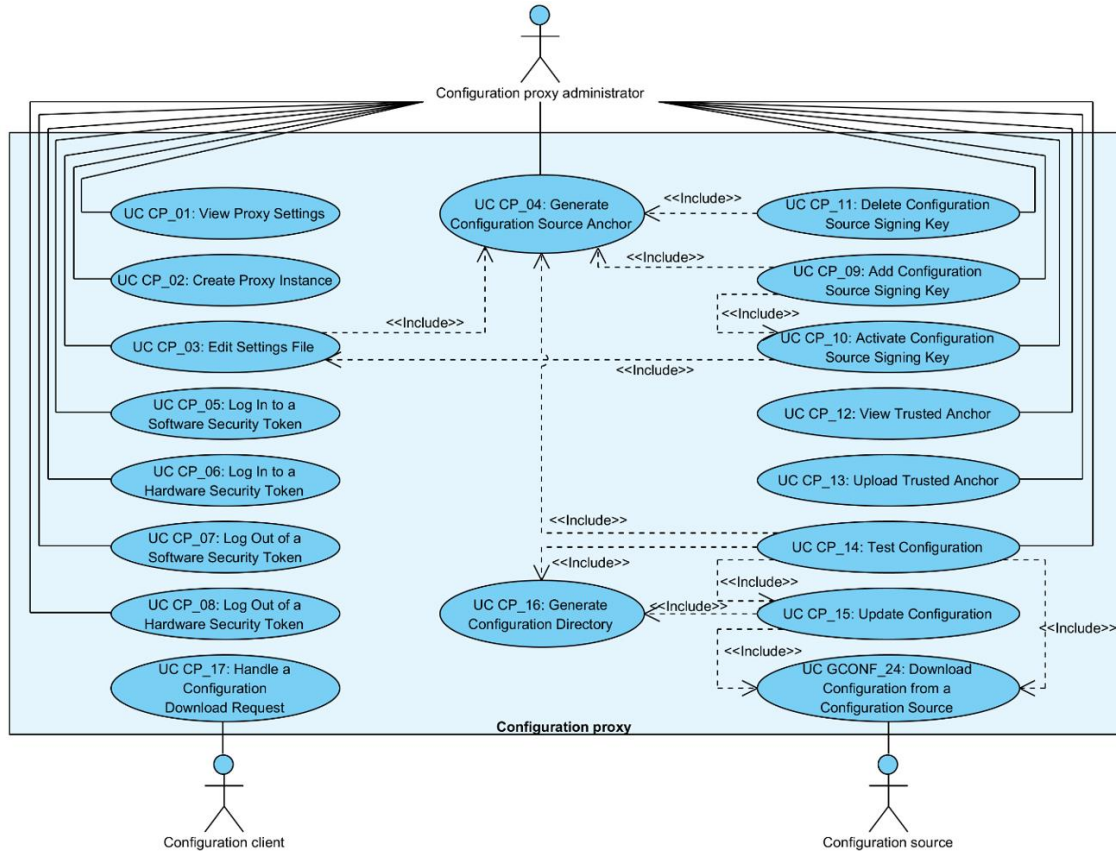 Configuration proxy administrator
UC CP_01: View Proxy Settings
UC CP_04: Generate
Configuration Source Anchor
<<Include>>
UC CP_11: Delete Configuration
Source Signing Key
UC CP_02: Create Proxy Instance
<<Include>>
UC CP_09: Add Configuration
Source Signing Key
UC CP_03: Edit Settings File
<<Include>>
<<Include>>
UC CP_10: Activate Configuration
Source Signing Key
<<Include>>
UC CP_05: Log In to a
Software Security Token
UC CP_12: View Trusted Anchor
UC CP_06: Log In to a
Hardware Security Token
UC CP_13: Upload Trusted Anchor
UC CP_07: Log Out of a
Software Security Token
<<Include>>
UC CP_14: Test Configuration
<<Include>>
<<Include>>
UC CP_08: Log Out of a
Hardware Security Token
UC CP_16: Generate
Configuration Directory
<<Include>>
UC CP_15: Update Configuration
<<Include>>
<<Include>>
UC CP_17: Handle a
Configuration
Download Request
UC GCONF_24: Download
Configuration from a
Configuration Source
Configuration proxy
Configuration client
Configuration source